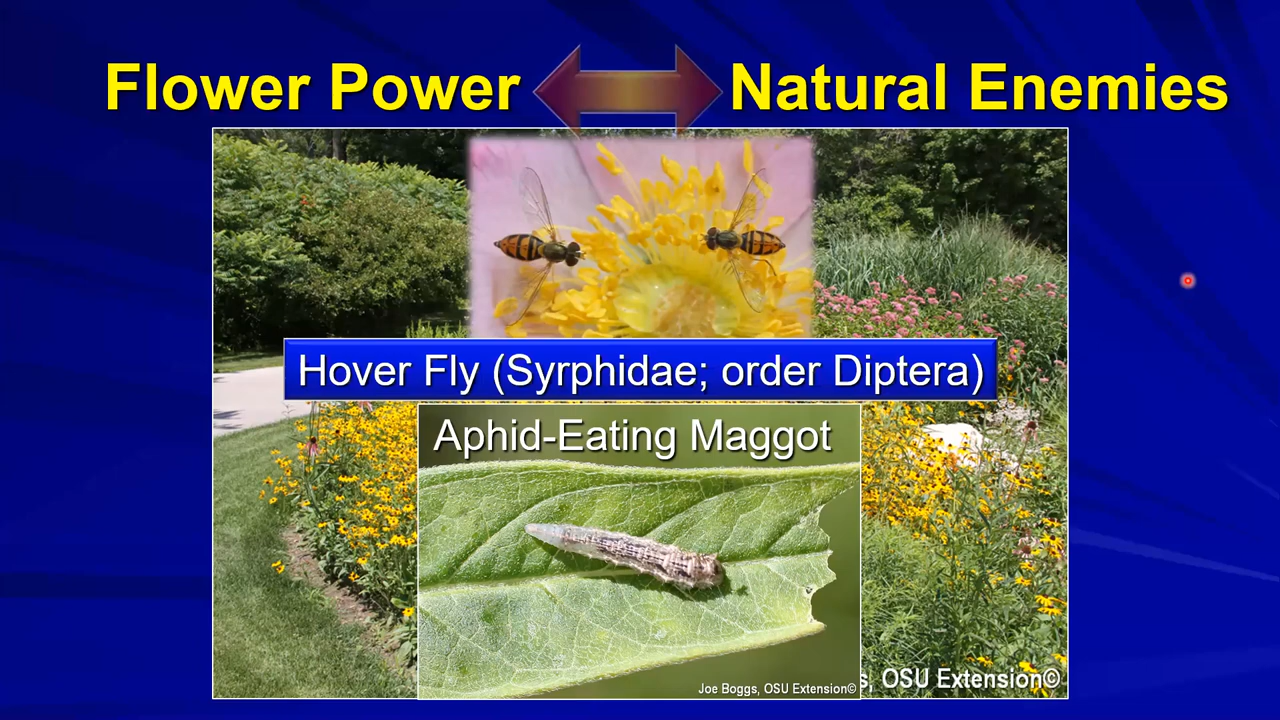 Flower Power Natural Enemies
Hover Fly (Syrphidae; order Diptera)
Aphid-Eating Maggot
Joe Boggs, OSU Extension©
s, OSU Extension©